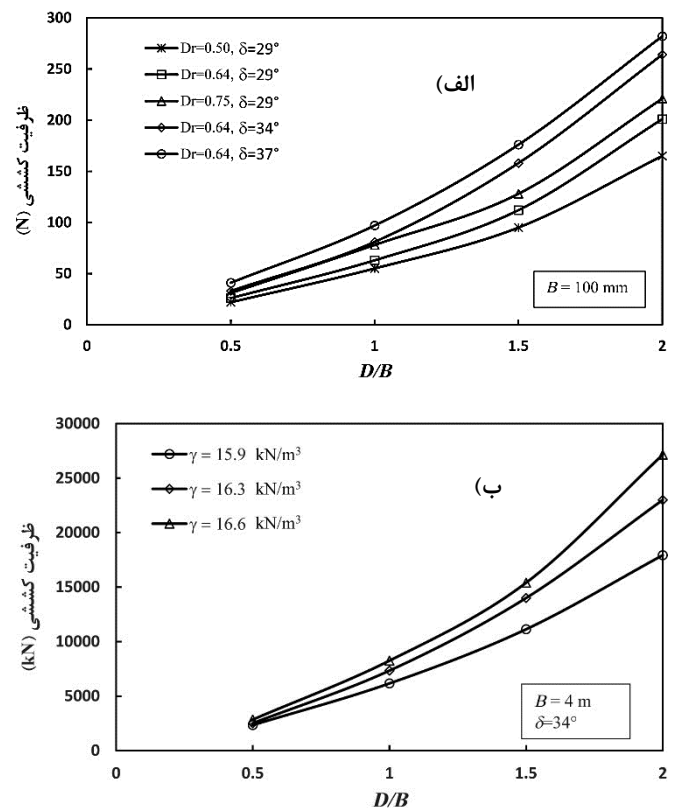 300
250
200
150
100
50
0
ظرفیت کششی (N)
Dr=0.50, δ=29°
Dr=0.64, δ=29°
Dr=0.75, δ=29°
Dr=0.64, δ=34°
Dr=0.64, δ=37°
الف)
B = 100 mm
0 0.5 1 1.5 2
D/B
30000
25000
20000
15000
10000
5000
0
ظرفیت کششی (kN)
γ = 15.9 kN/m³
γ = 16.3 kN/m³
γ = 16.6 kN/m³
ب)
B = 4 m
δ=34°
0 0.5 1 1.5 2
D/B